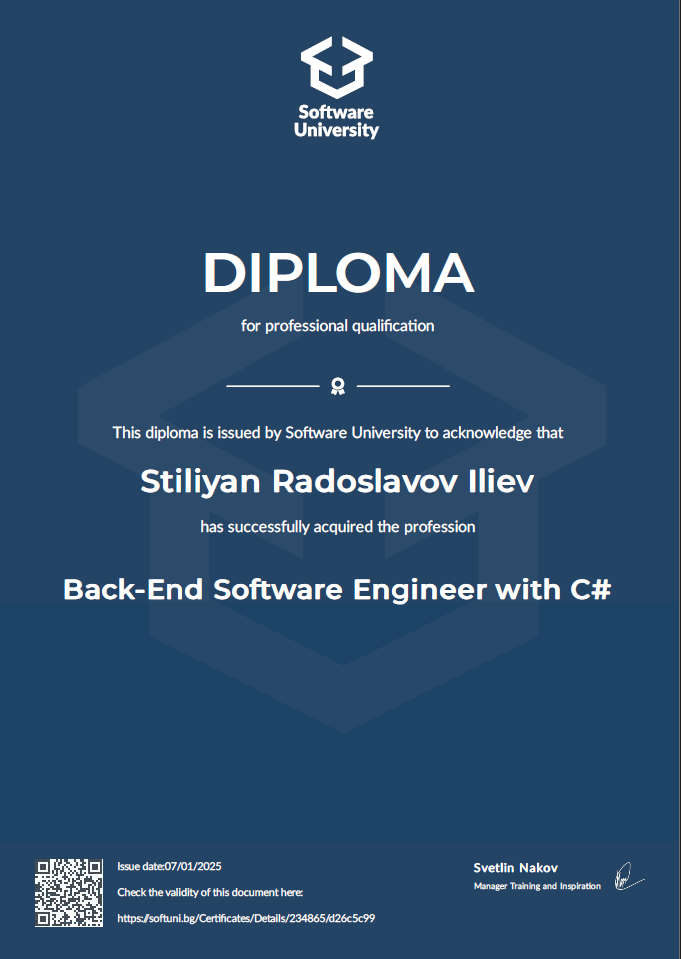 Software
University
DIPLOMA
for professional qualification
This diploma is issued by Software University to acknowledge that
Stiliyan Radoslavov Iliev
has successfully acquired the profession
Back-End Software Engineer with C#
Issue date:07/01/2025
Check the validity of this document here:
https://softuni.bg/Certificates/Details/234865/d26c5c99
Svetlin Nakov
Manager Training and Inspiration